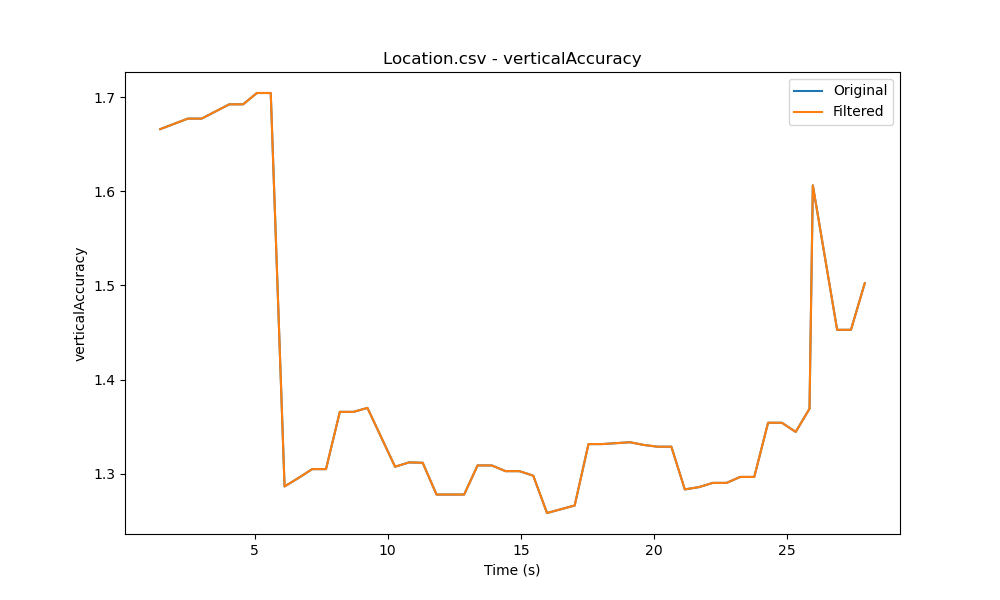 Location.csv - verticalAccuracy
Original
Filtered
1.7
1.6
1.5
1.4
1.3
verticalAccuracy
5
10
15
20
25
Time (s)